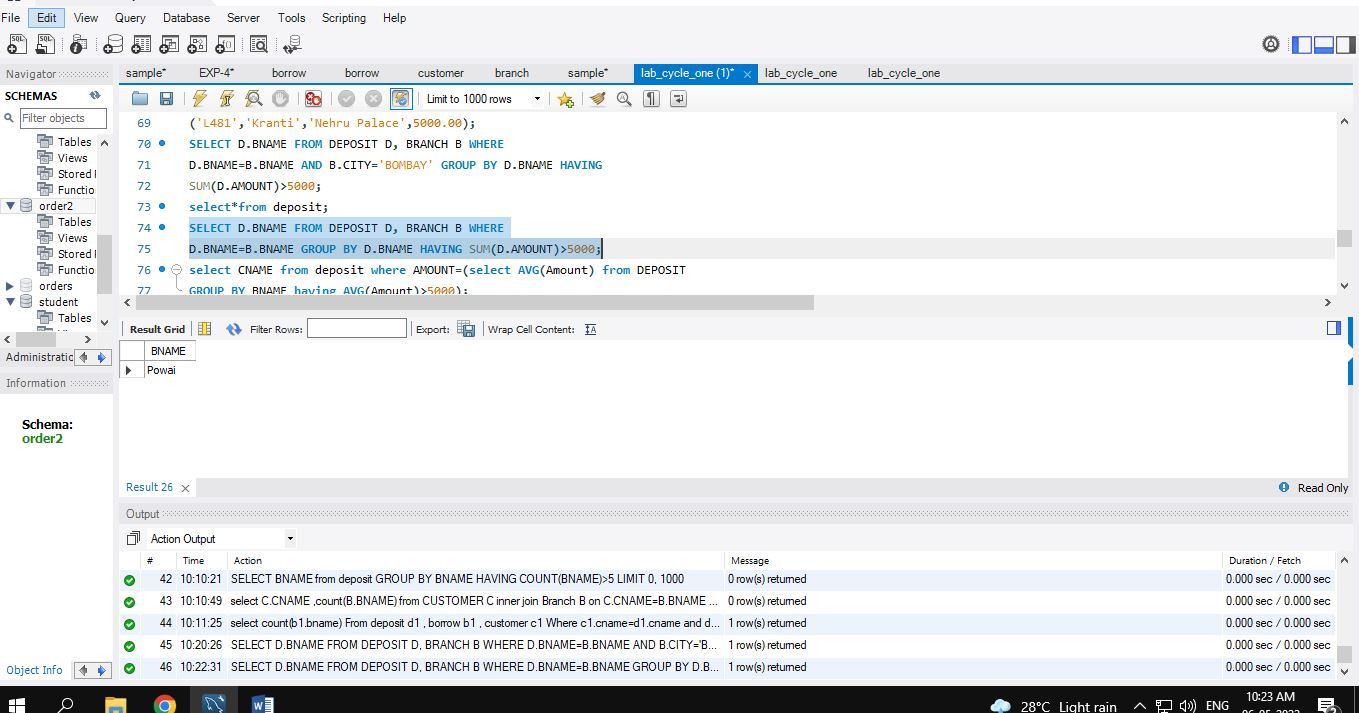 File Edit View Query Database Server Tools Scripting Help
Navigator
sample* EXP-4* borrow borrow customer branch sample* lab_cycle_one (1)* lab_cycle_one lab_cycle_one
SCHEMAS
Limit to 1000 rows
Filter objects
Tables
Views
Stored
Functio
order2
Tables
Views
Stored
Functio
orders
student
Tables
69 ('L481','Kranti','Nehru Palace',5000.00);
70 SELECT D.BNAME FROM DEPOSIT D, BRANCH B WHERE
71 D.BNAME=B.BNAME AND B.CITY='BOMBAY' GROUP BY D.BNAME HAVING
72 SUM(D.AMOUNT)>5000;
73 select*from deposit;
74 SELECT D.BNAME FROM DEPOSIT D, BRANCH B WHERE
75 D.BNAME=B.BNAME GROUP BY D.BNAME HAVING SUM(D.AMOUNT)>5000;
76 select CNAME from deposit where AMOUNT=(select AVG(Amount) from DEPOSIT
77 GROUP BY BNAME having AVG(Amount)>5000);
Administratio
Information
Schema:
order2
Object Info
Result Grid Filter Rows: Export: Wrap Cell Content:
BNAME
Powai
Result 26
Read Only
Output
Action Output
# Time Action Message Duration / Fetch
42 10:10:21 SELECT BNAME from deposit GROUP BY BNAME HAVING COUNT(BNAME)>5 LIMIT 0, 1000 0 row(s) returned 0.000 sec / 0.000 sec
43 10:10:49 select C.CNAME ,count(B.BNAME) from CUSTOMER C inner join Branch B on C.CNAME=B.BNAME ... 0 row(s) returned 0.000 sec / 0.000 sec
44 10:11:25 select count(b1.bname) From deposit d1 , borrow b1 , customer c1 Where c1.cname=d1.cname and d... 1 row(s) returned 0.000 sec / 0.000 sec
45 10:20:26 SELECT D.BNAME FROM DEPOSIT D, BRANCH B WHERE D.BNAME=B.BNAME AND B.CITY='B... 1 row(s) returned 0.000 sec / 0.000 sec
46 10:22:31 SELECT D.BNAME FROM DEPOSIT D, BRANCH B WHERE D.BNAME=B.BNAME GROUP BY D.B... 1 row(s) returned 0.000 sec / 0.000 sec
28°C Light rain ENG
10:23 AM